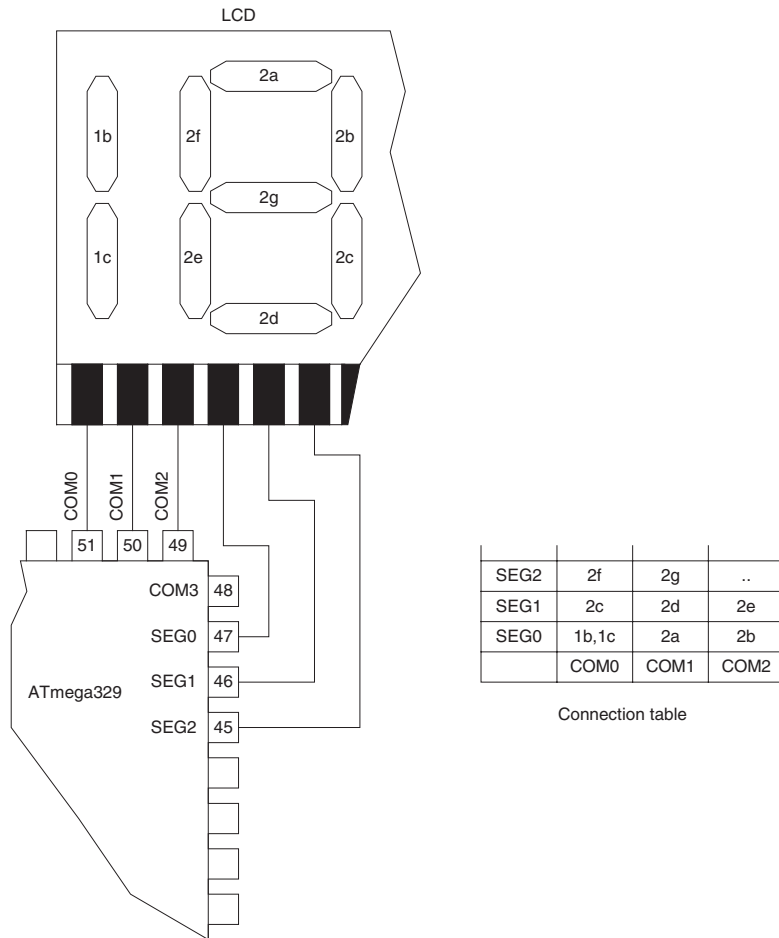 LCD
2a
1b 2f 2b
2g
1c 2e 2c
2d
COM0 COM1 COM2
51 50 49
COM3 48
SEG0 47
SEG1 46
ATmega329
SEG2 45
SEG2 2f 2g ..
SEG1 2c 2d 2e
SEG0 1b,1c 2a 2b
COM0 COM1 COM2
Connection table